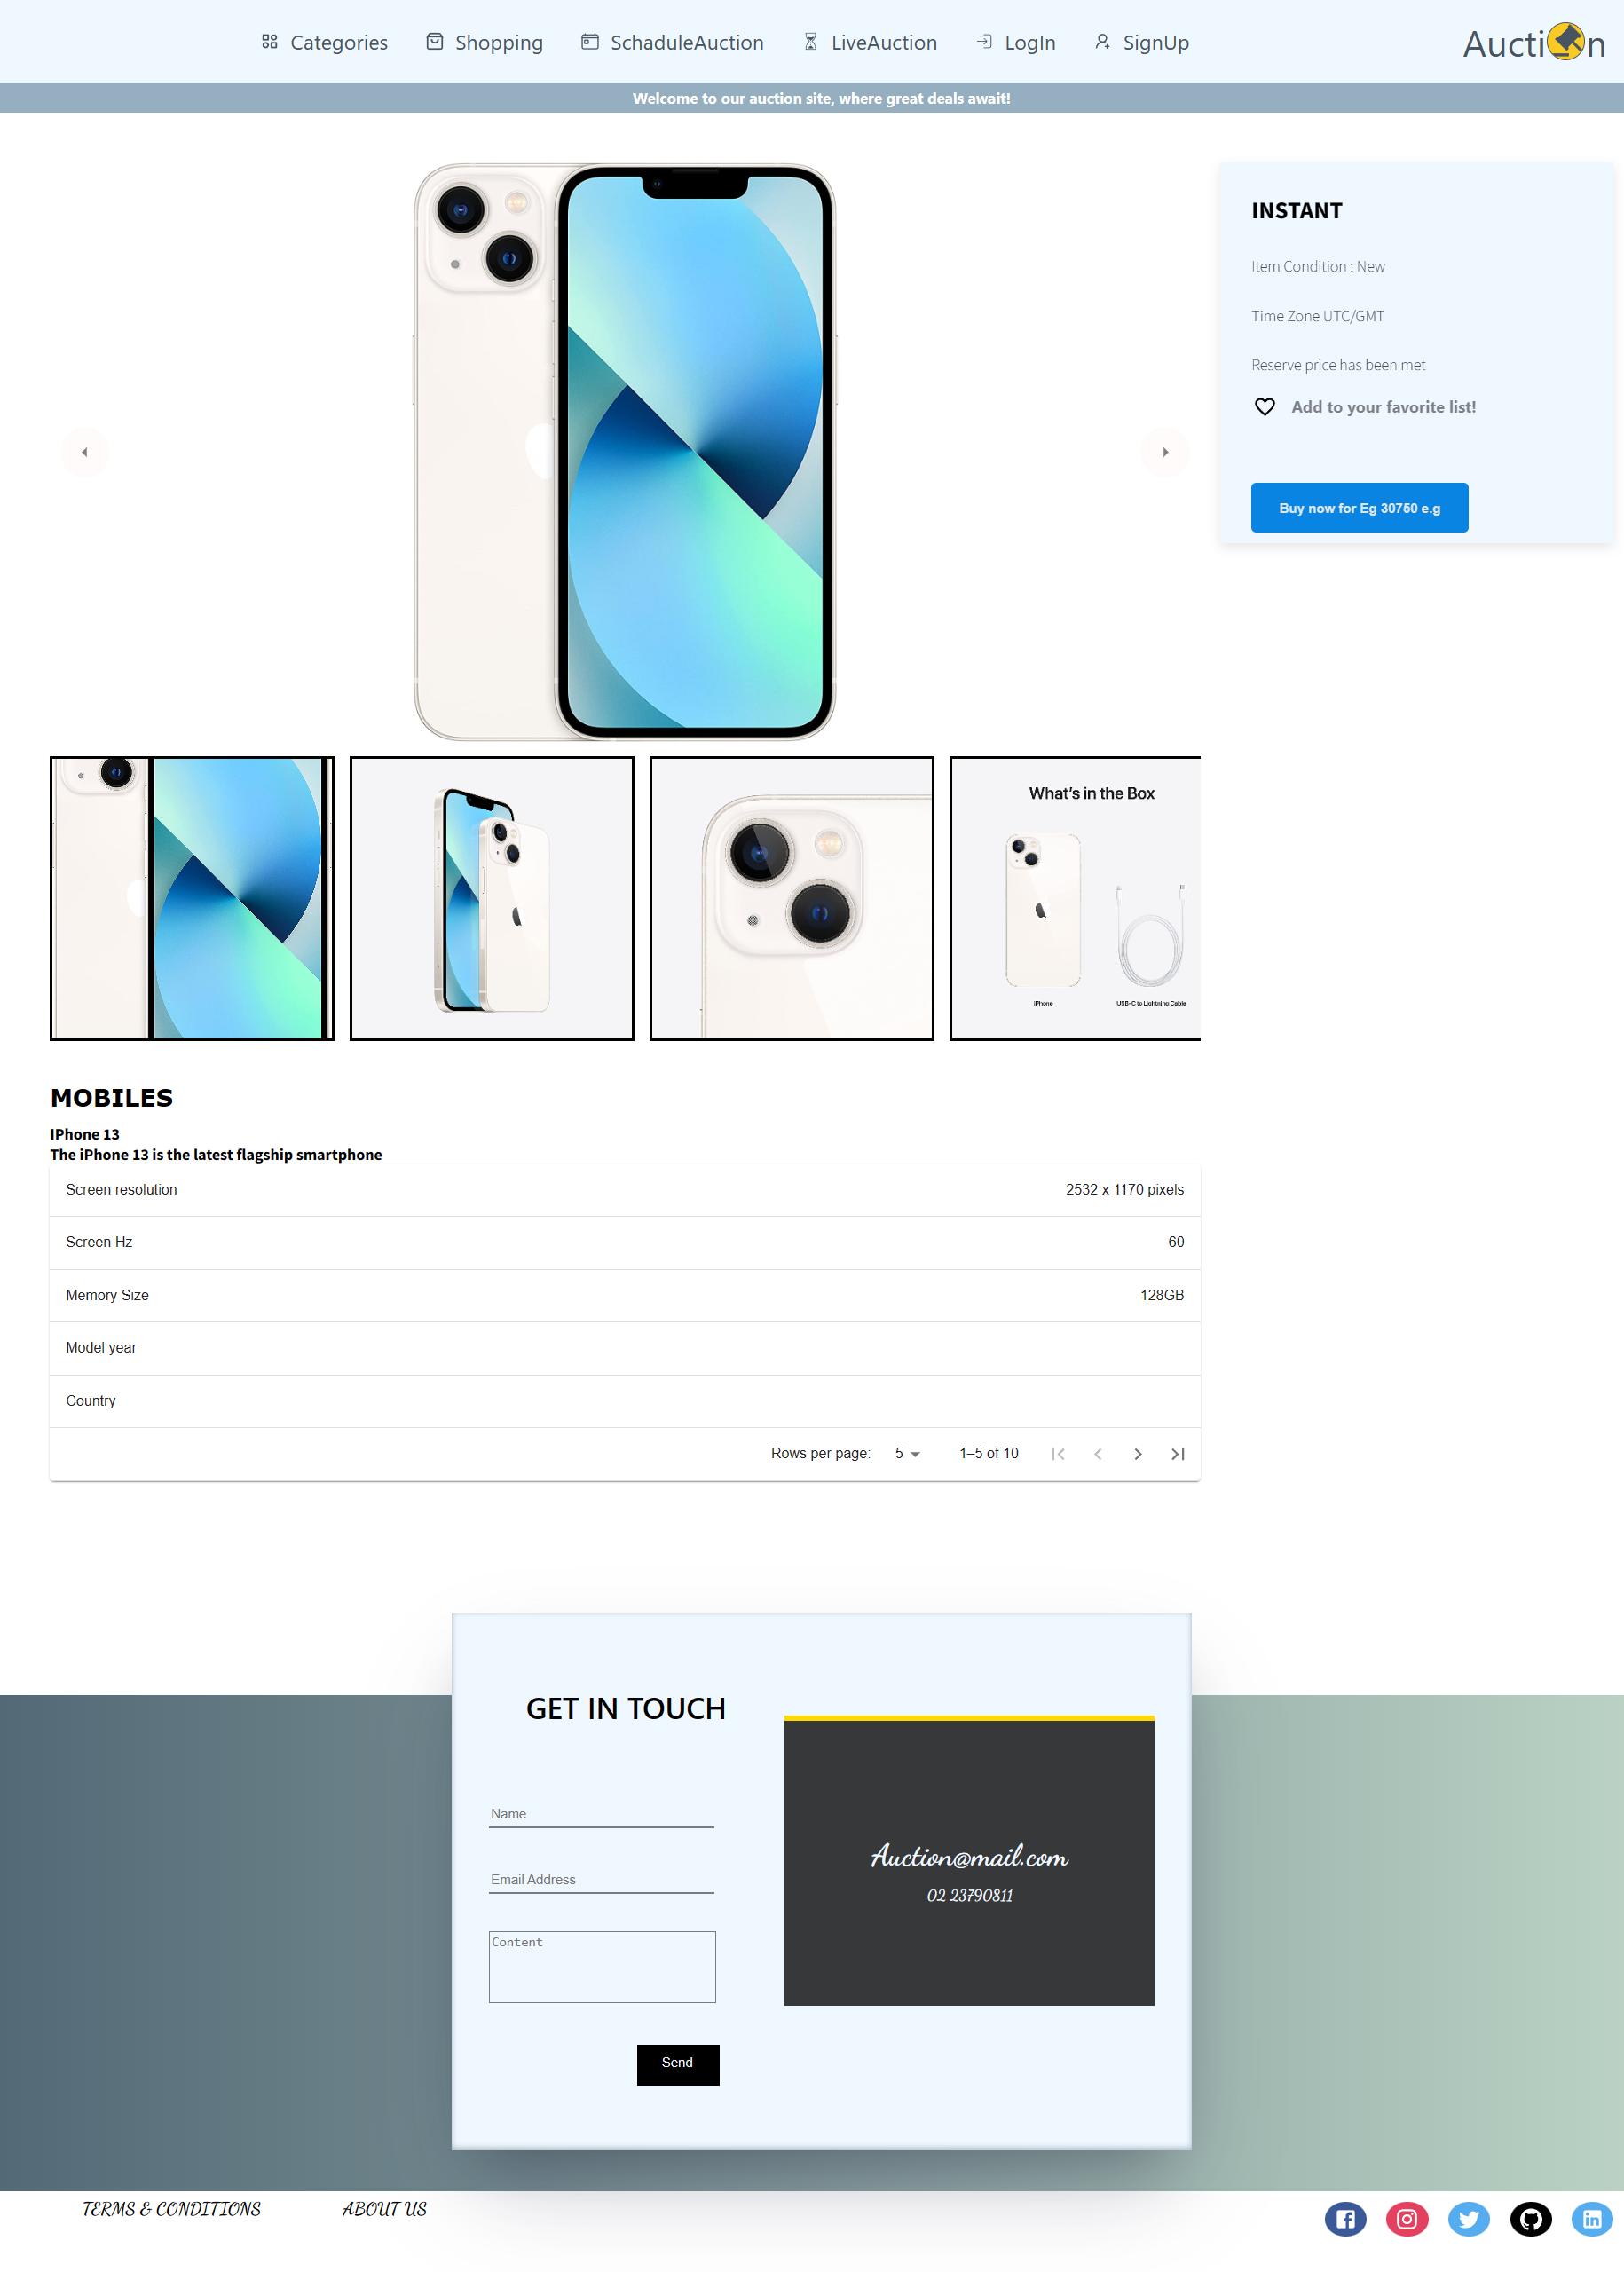 Categories
Shopping
SchaduleAuction
LiveAuction
LogIn
SignUp
Aucti n
Welcome to our auction site, where great deals await!
INSTANT
Item Condition : New
Time Zone UTC/GMT
Reserve price has been met
Add to your favorite list!
Buy now for Eg 30750 e.g
What's in the Box
iPhone
USB-C to Lightning Cable
MOBILES
IPhone 13
The iPhone 13 is the latest flagship smartphone
Screen resolution 2532 x 1170 pixels
Screen Hz 60
Memory Size 128GB
Model year
Country
Rows per page: 5 1–5 of 10
GET IN TOUCH
Name
Email Address
Content
Send
Auction@mail.com
02 23790811
TERMS & CONDITIONS
ABOUT US